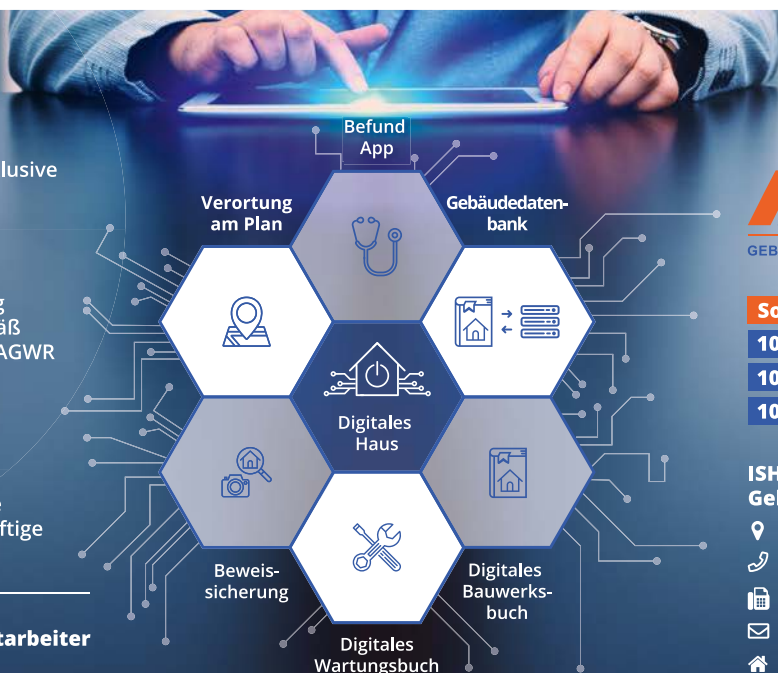 lusive
g
äß
AGWR
e
ftige
tarbeiter
Befund
App
Verortung
am Plan
Gebäudedaten-
bank
Digitales
Haus
Beweis-
sicherung
Digitales
Bauwerks-
buch
Digitales
Wartungsbuch
GEB
So
10
10
10
ISH
Gel